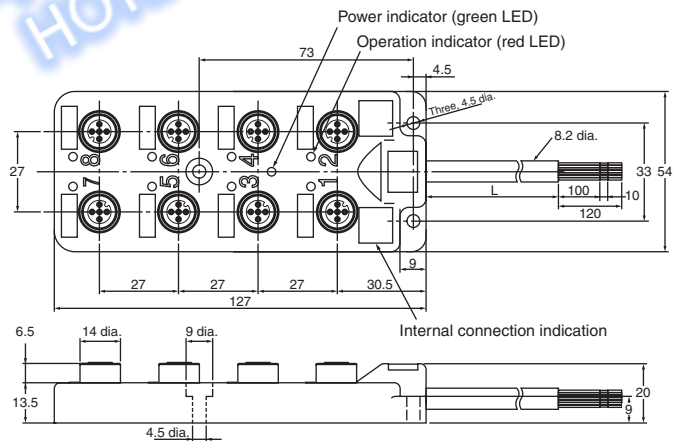 HOT
Power indicator (green LED)
Operation indicator (red LED)
73
4.5
Three, 4.5 dia.
8.2 dia.
27
8 6 4 2
7 5 3 1
33 54
L
100 10
120
9
27 27 27 30.5
127
Internal connection indication
6.5 14 dia. 9 dia.
13.5
20
9
4.5 dia.